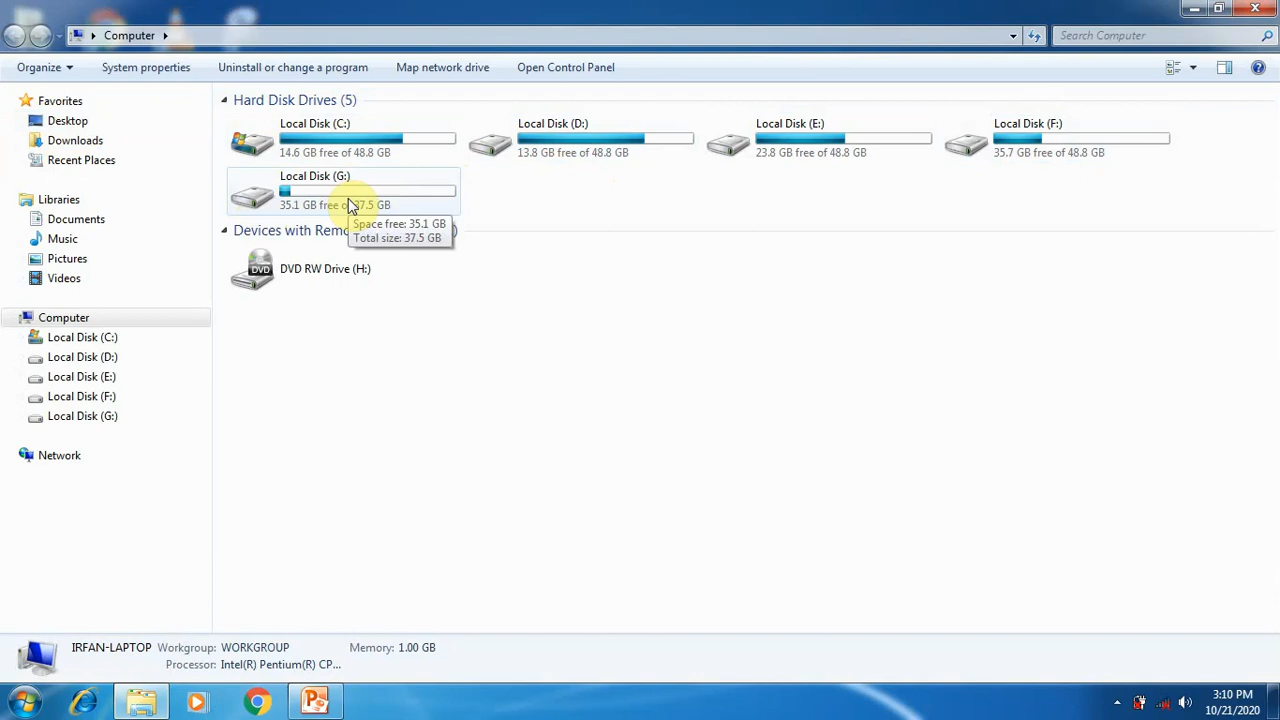 Computer
Search Computer
Organize
System properties
Uninstall or change a program
Map network drive
Open Control Panel
Favorites
Desktop
Downloads
Recent Places
Libraries
Documents
Music
Pictures
Videos
Computer
Local Disk (C:)
Local Disk (D:)
Local Disk (E:)
Local Disk (F:)
Local Disk (G:)
Network
Hard Disk Drives (5)
Local Disk (C:)
14.6 GB free of 48.8 GB
Local Disk (D:)
13.8 GB free of 48.8 GB
Local Disk (E:)
23.8 GB free of 48.8 GB
Local Disk (F:)
35.7 GB free of 48.8 GB
Local Disk (G:)
35.1 GB free of 37.5 GB
Space free: 35.1 GB
Total size: 37.5 GB
Devices with
DVD
DVD RW Drive (H:)
IRFAN-LAPTOP Workgroup: WORKGROUP Memory: 1.00 GB
Processor: Intel(R) Pentium(R) CP...
3:10 PM
10/21/2020